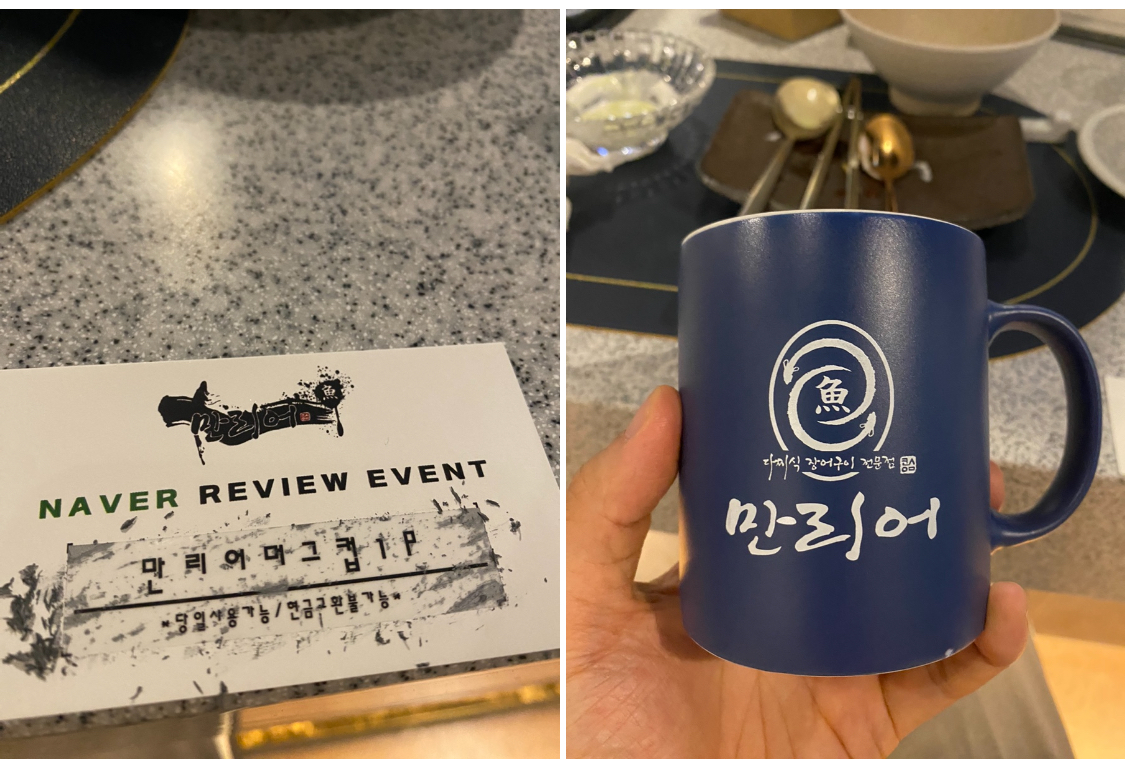 만리어
魚
NAVER REVIEW EVENT
만리어머그컵 1P
"당일사용가능/현금교환불가능"
魚
다찌식 장어구이 전문점
만리어